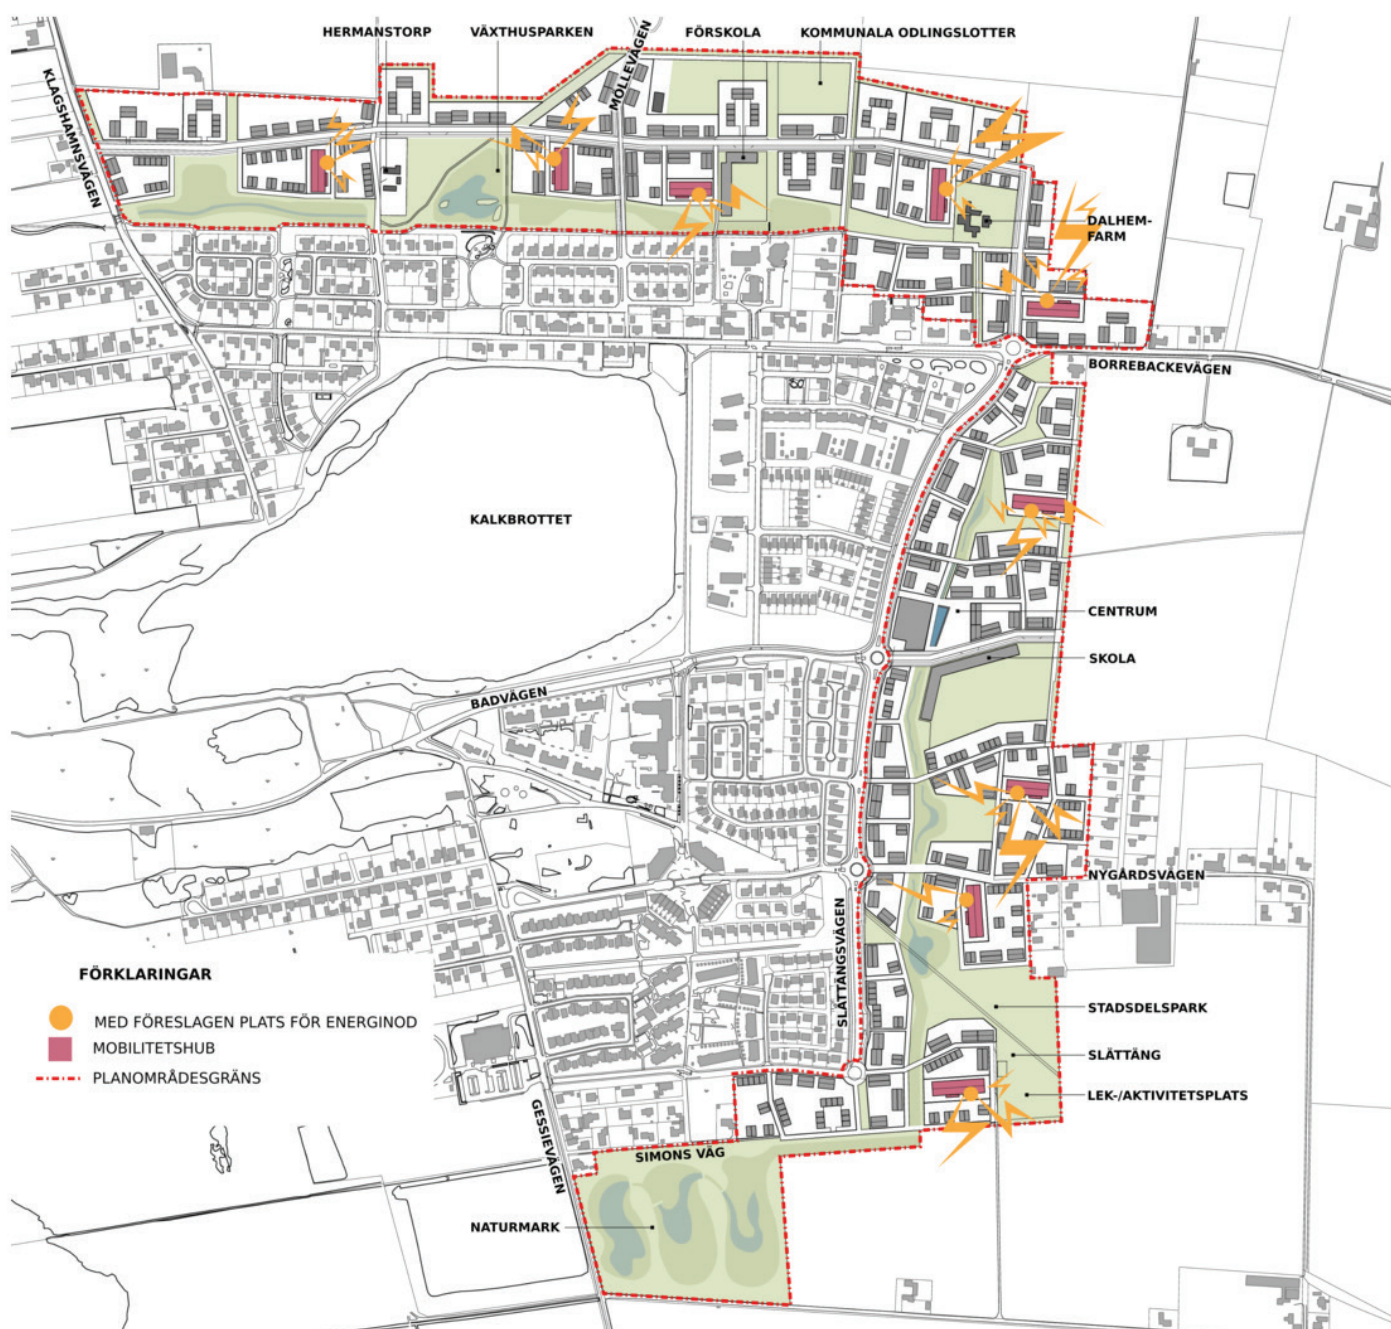 HERMANSTORP
VÄXTHUSPARKEN
MÖLLEVÄGEN
FÖRSKOLA
KOMMUNALA ODLINGSLOTTER
KLAGSHAMNSVÄGEN
DALHEM-
FARM
BORREBACKEVÄGEN
KALKBROTTET
CENTRUM
SKOLA
BADVÄGEN
NYGÅRDSVÄGEN
SLÄTTÄNGSVÄGEN
FÖRKLARINGAR
MED FÖRESLAGEN PLATS FÖR ENERGINOD
MOBILITETSHUB
PLANOMRÅDESGRÄNS
STADSDELSPARK
SLÄTTÄNG
LEK-/AKTIVITETSPLATS
GESSIEVÄGEN
SIMONS VÄG
NATURMARK